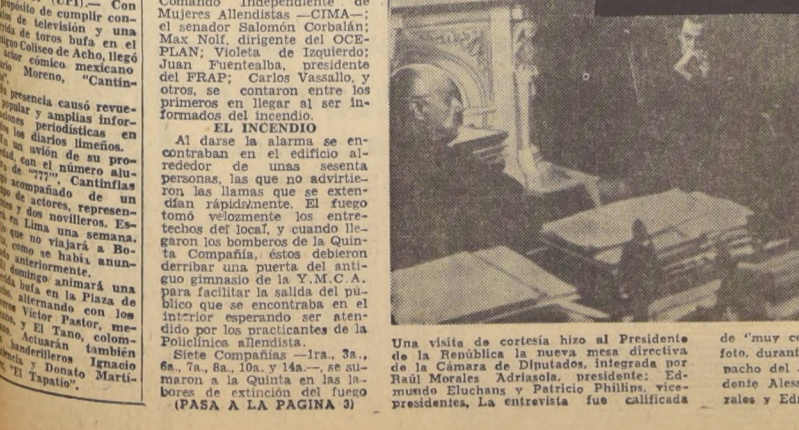 (UPI).— Con
propósito de cumplir con-
de televisión y una
de toros bufa en el
Coliseo de Acho, llegó
actor cómico mexicano
Moreno, "Cantin-
presencia causó revue-
popular y amplias infor-
periodísticas en
los diarios limeños.
un avión de su pro-
con el número alu-
de "777", Cantinflas
acompañado de un
de actores, represen-
y dos novilleros. Es-
en Lima una semana.
que no viajará a Bo-
como se había anun-
anteriormente.
domingo animará una
bufa en la Plaza de
alternando con los
Víctor Pastor, me-
y El Tano, colom-
Actuarán también
banderilleros Ignacio
y Donato Martí-
"El Tapatío".
Comando Independiente de
Mujeres Allendistas —CIMA—;
el senador Salomón Corbalán;
Max Nolf, dirigente del OCE-
PLAN; Violeta de Izquierdo;
Juan Fuentealba, presidente
del FRAP; Carlos Vassallo, y
otros, se contaron entre los
primeros en llegar al ser in-
formados del incendio.
EL INCENDIO
Al darse la alarma se en-
contraban en el edificio al-
rededor de unas sesenta
personas, las que no advirtie-
ron las llamas que se exten-
dían rápidamente. El fuego
tomó velozmente los entre-
techos del local, y cuando lle-
garon los bomberos de la Quin-
ta Compañía, éstos debieron
derribar una puerta del anti-
guo gimnasio de la Y.M.C.A.
para facilitar la salida del pú-
blico que se encontraba en el
interior esperando ser aten-
dido por los practicantes de la
Policlínica allendista.
Siete Compañías —1ra., 3a.,
6a., 7a., 8a., 10a. y 14a.—, se su-
maron a la Quinta en las la-
bores de extinción del fuego
(PASA A LA PAGINA 3)
Una visita de cortesía hizo al Presidente
de la República la nueva mesa directiva
de la Cámara de Diputados, integrada por
Raúl Morales Adriasola, presidente; Ed-
mundo Eluchans y Patricio Phillips, vice-
presidentes. La entrevista fue calificada
de "muy co
foto, durant
pacho del
dente Aless
rales y Ed